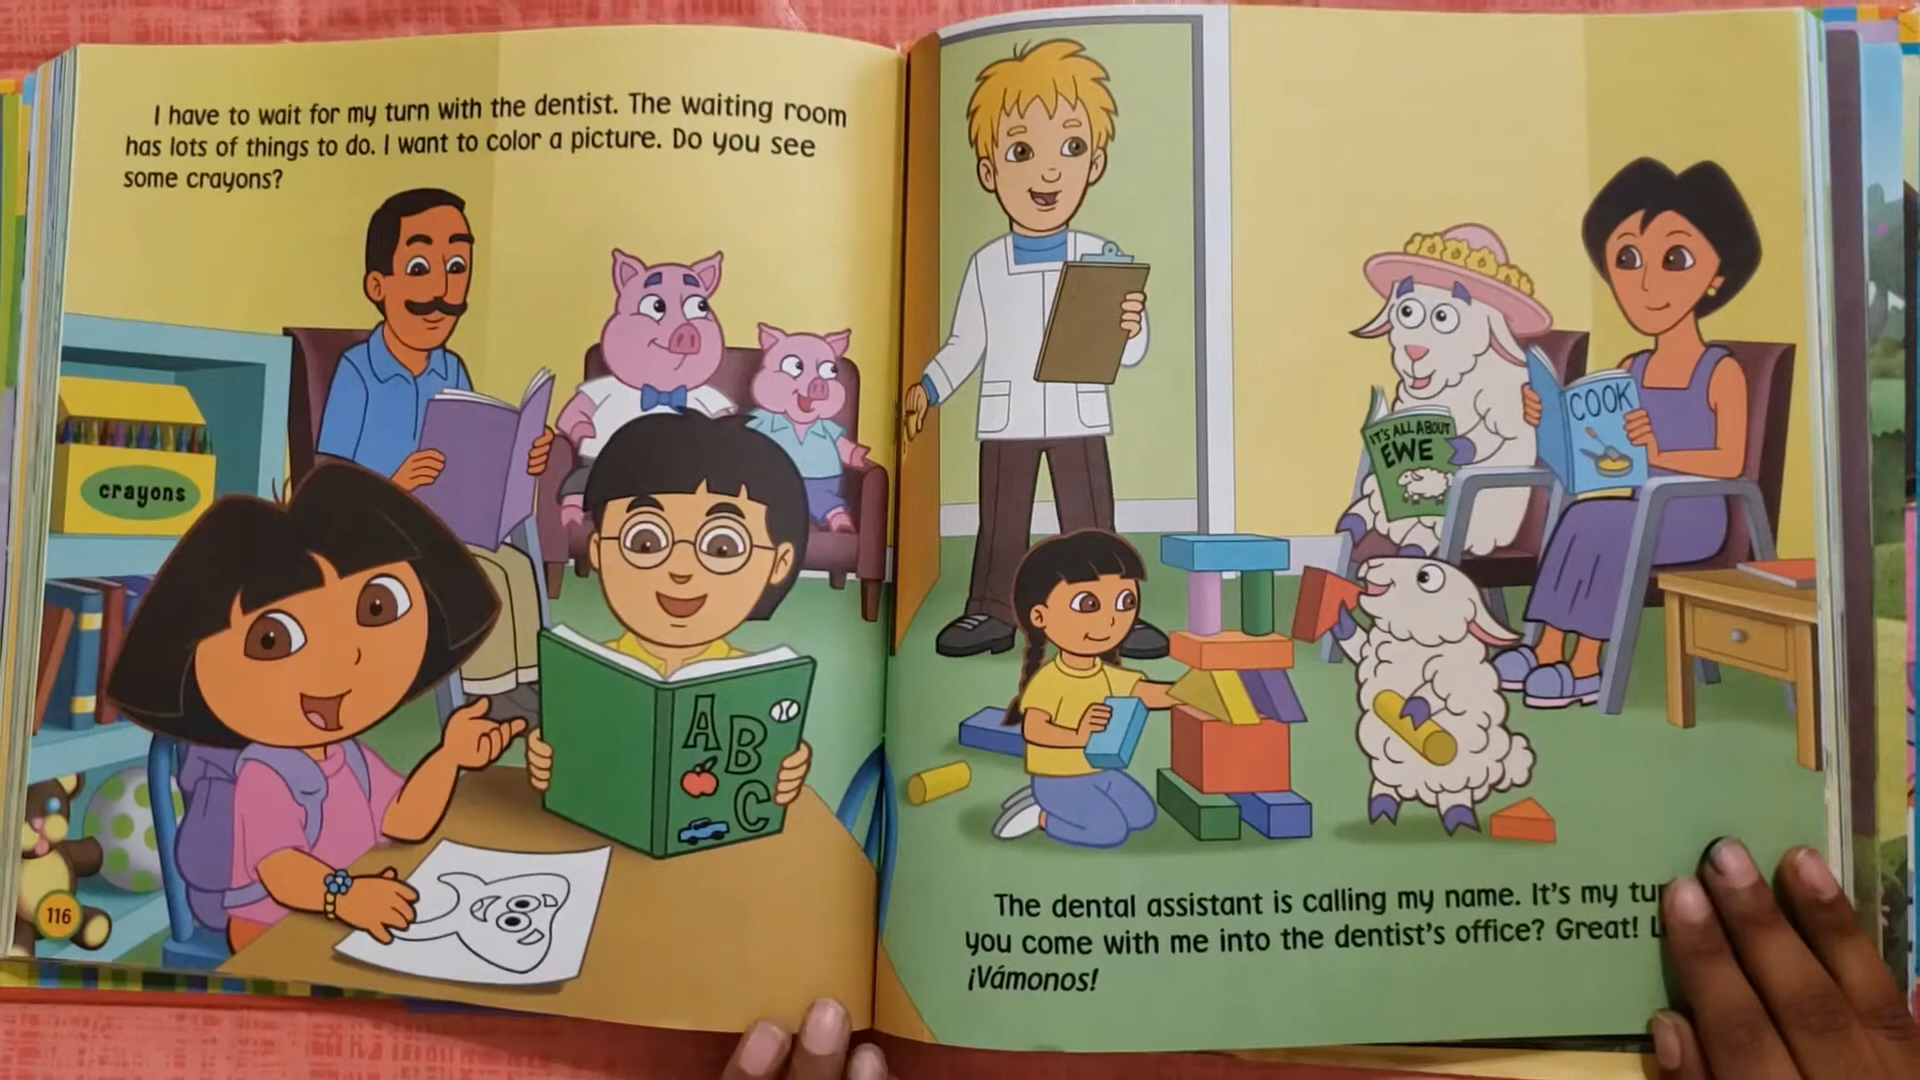 I have to wait for my turn with the dentist. The waiting room
has lots of things to do. I want to color a picture. Do you see
some crayons?
crayons
A
B
C
116
IT'S ALL ABOUT
EWE
COOK
The dental assistant is calling my name. It's my
you come with me into the dentist's office? Great!
¡Vámonos!